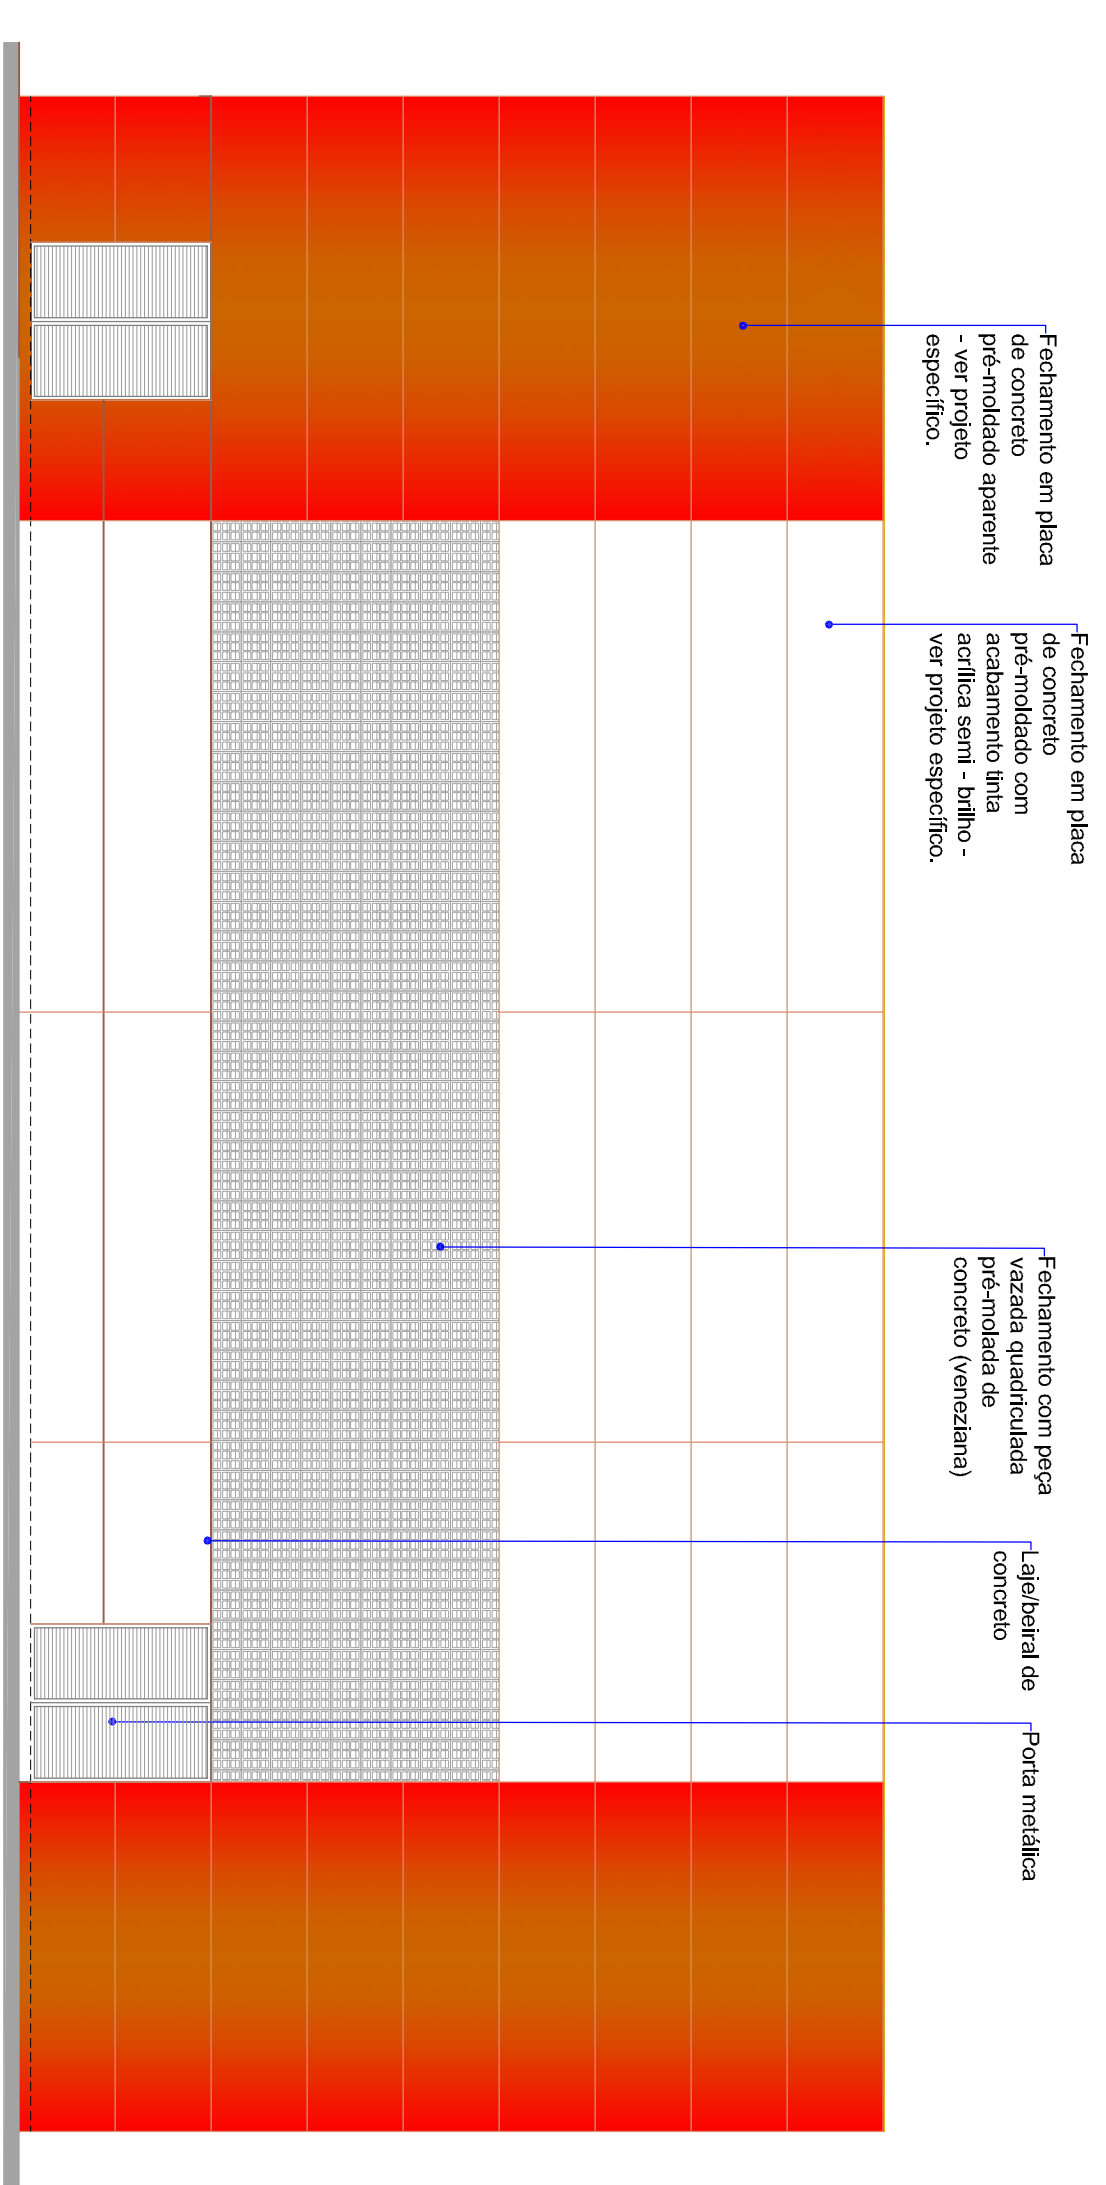 Fechamento em placa
de concreto
pré-moldado aparente
- ver projeto
específico.
Fechamento em placa
de concreto
pré-moldado com
acabamento tinta
acrílica semi - brilho -
ver projeto específico.
Fechamento com peça
vazada quadriculada
pré-molada de
concreto (veneziana)
Laje/beiral de
concreto
Porta metálica